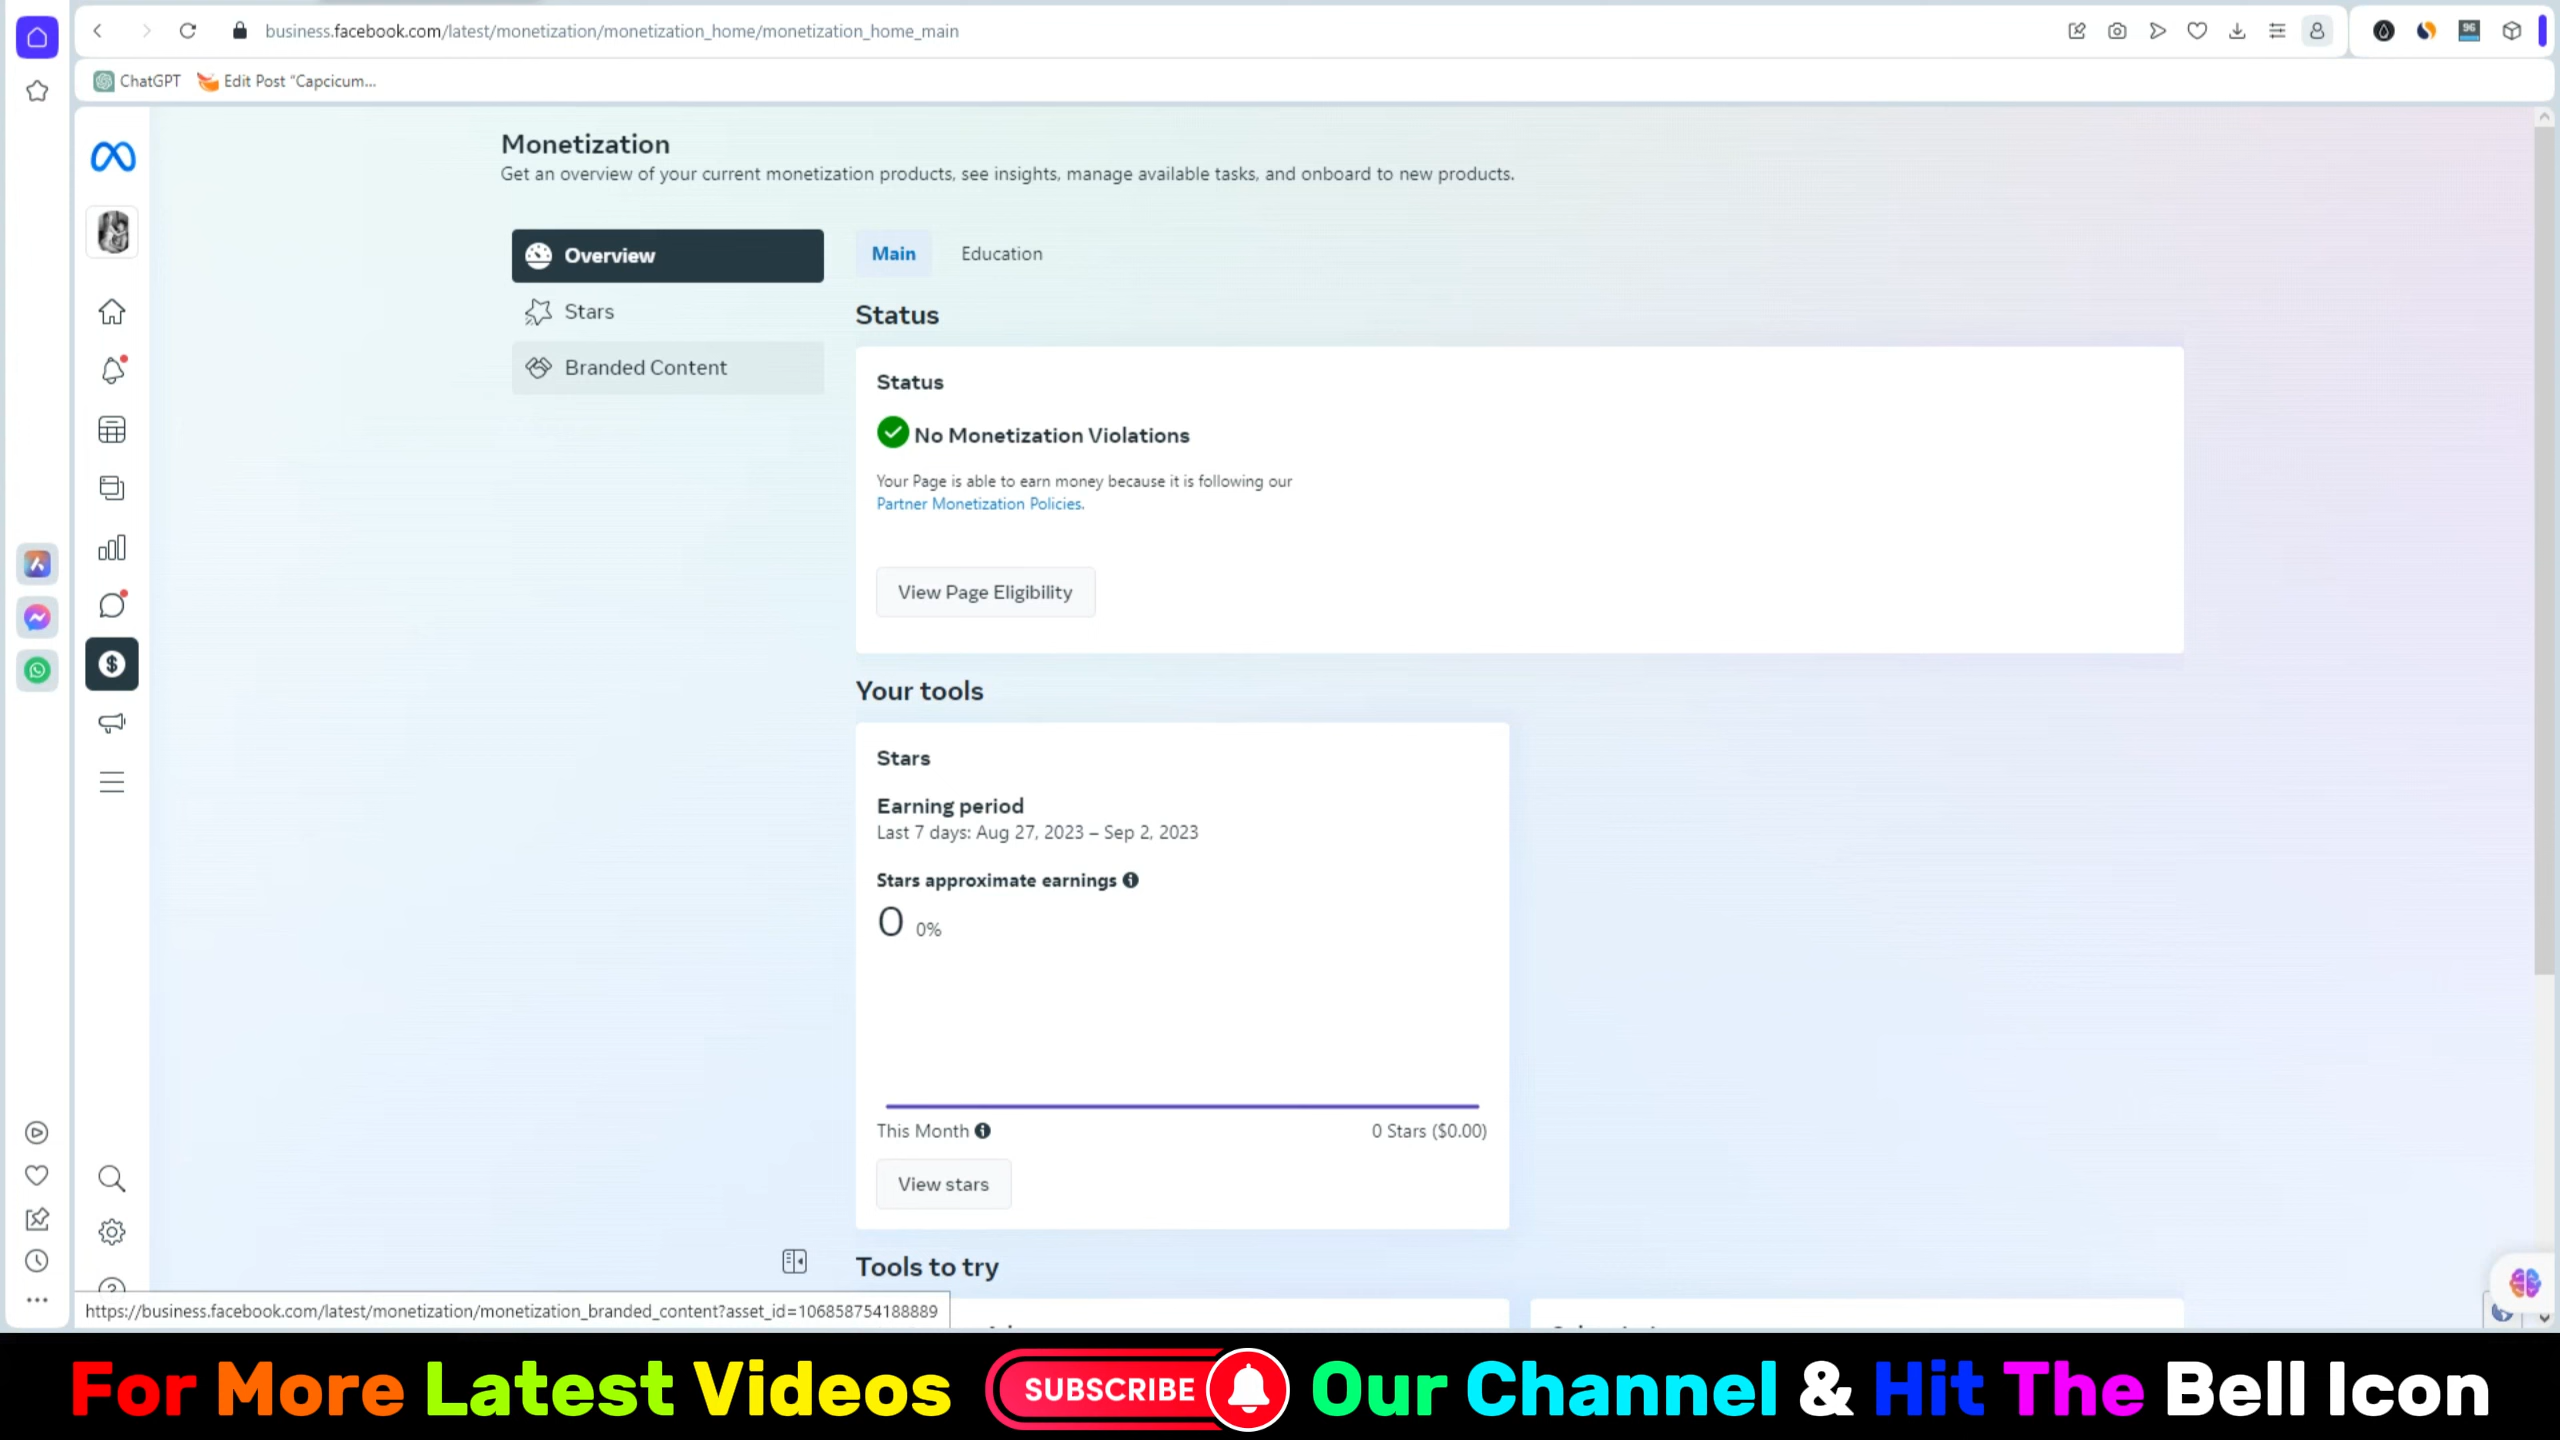 business.facebook.com/latest/monetization/monetization_home/monetization_home_main
96
ChatGPT
Edit Post “Capcicum...
Monetization
Get an overview of your current monetization products, see insights, manage available tasks, and onboard to new products.
Overview
Stars
Branded Content
Main
Education
Status
Status
No Monetization Violations
Your Page is able to earn money because it is following our
Partner Monetization Policies.
View Page Eligibility
Your tools
Stars
Earning period
Last 7 days: Aug 27, 2023 – Sep 2, 2023
Stars approximate earnings
0 0%
This Month
0 Stars ($0.00)
View stars
Tools to try
https://business.facebook.com/latest/monetization/monetization_branded_content?asset_id=106858754188889
For More Latest Videos SUBSCRIBE Our Channel & Hit The Bell Icon